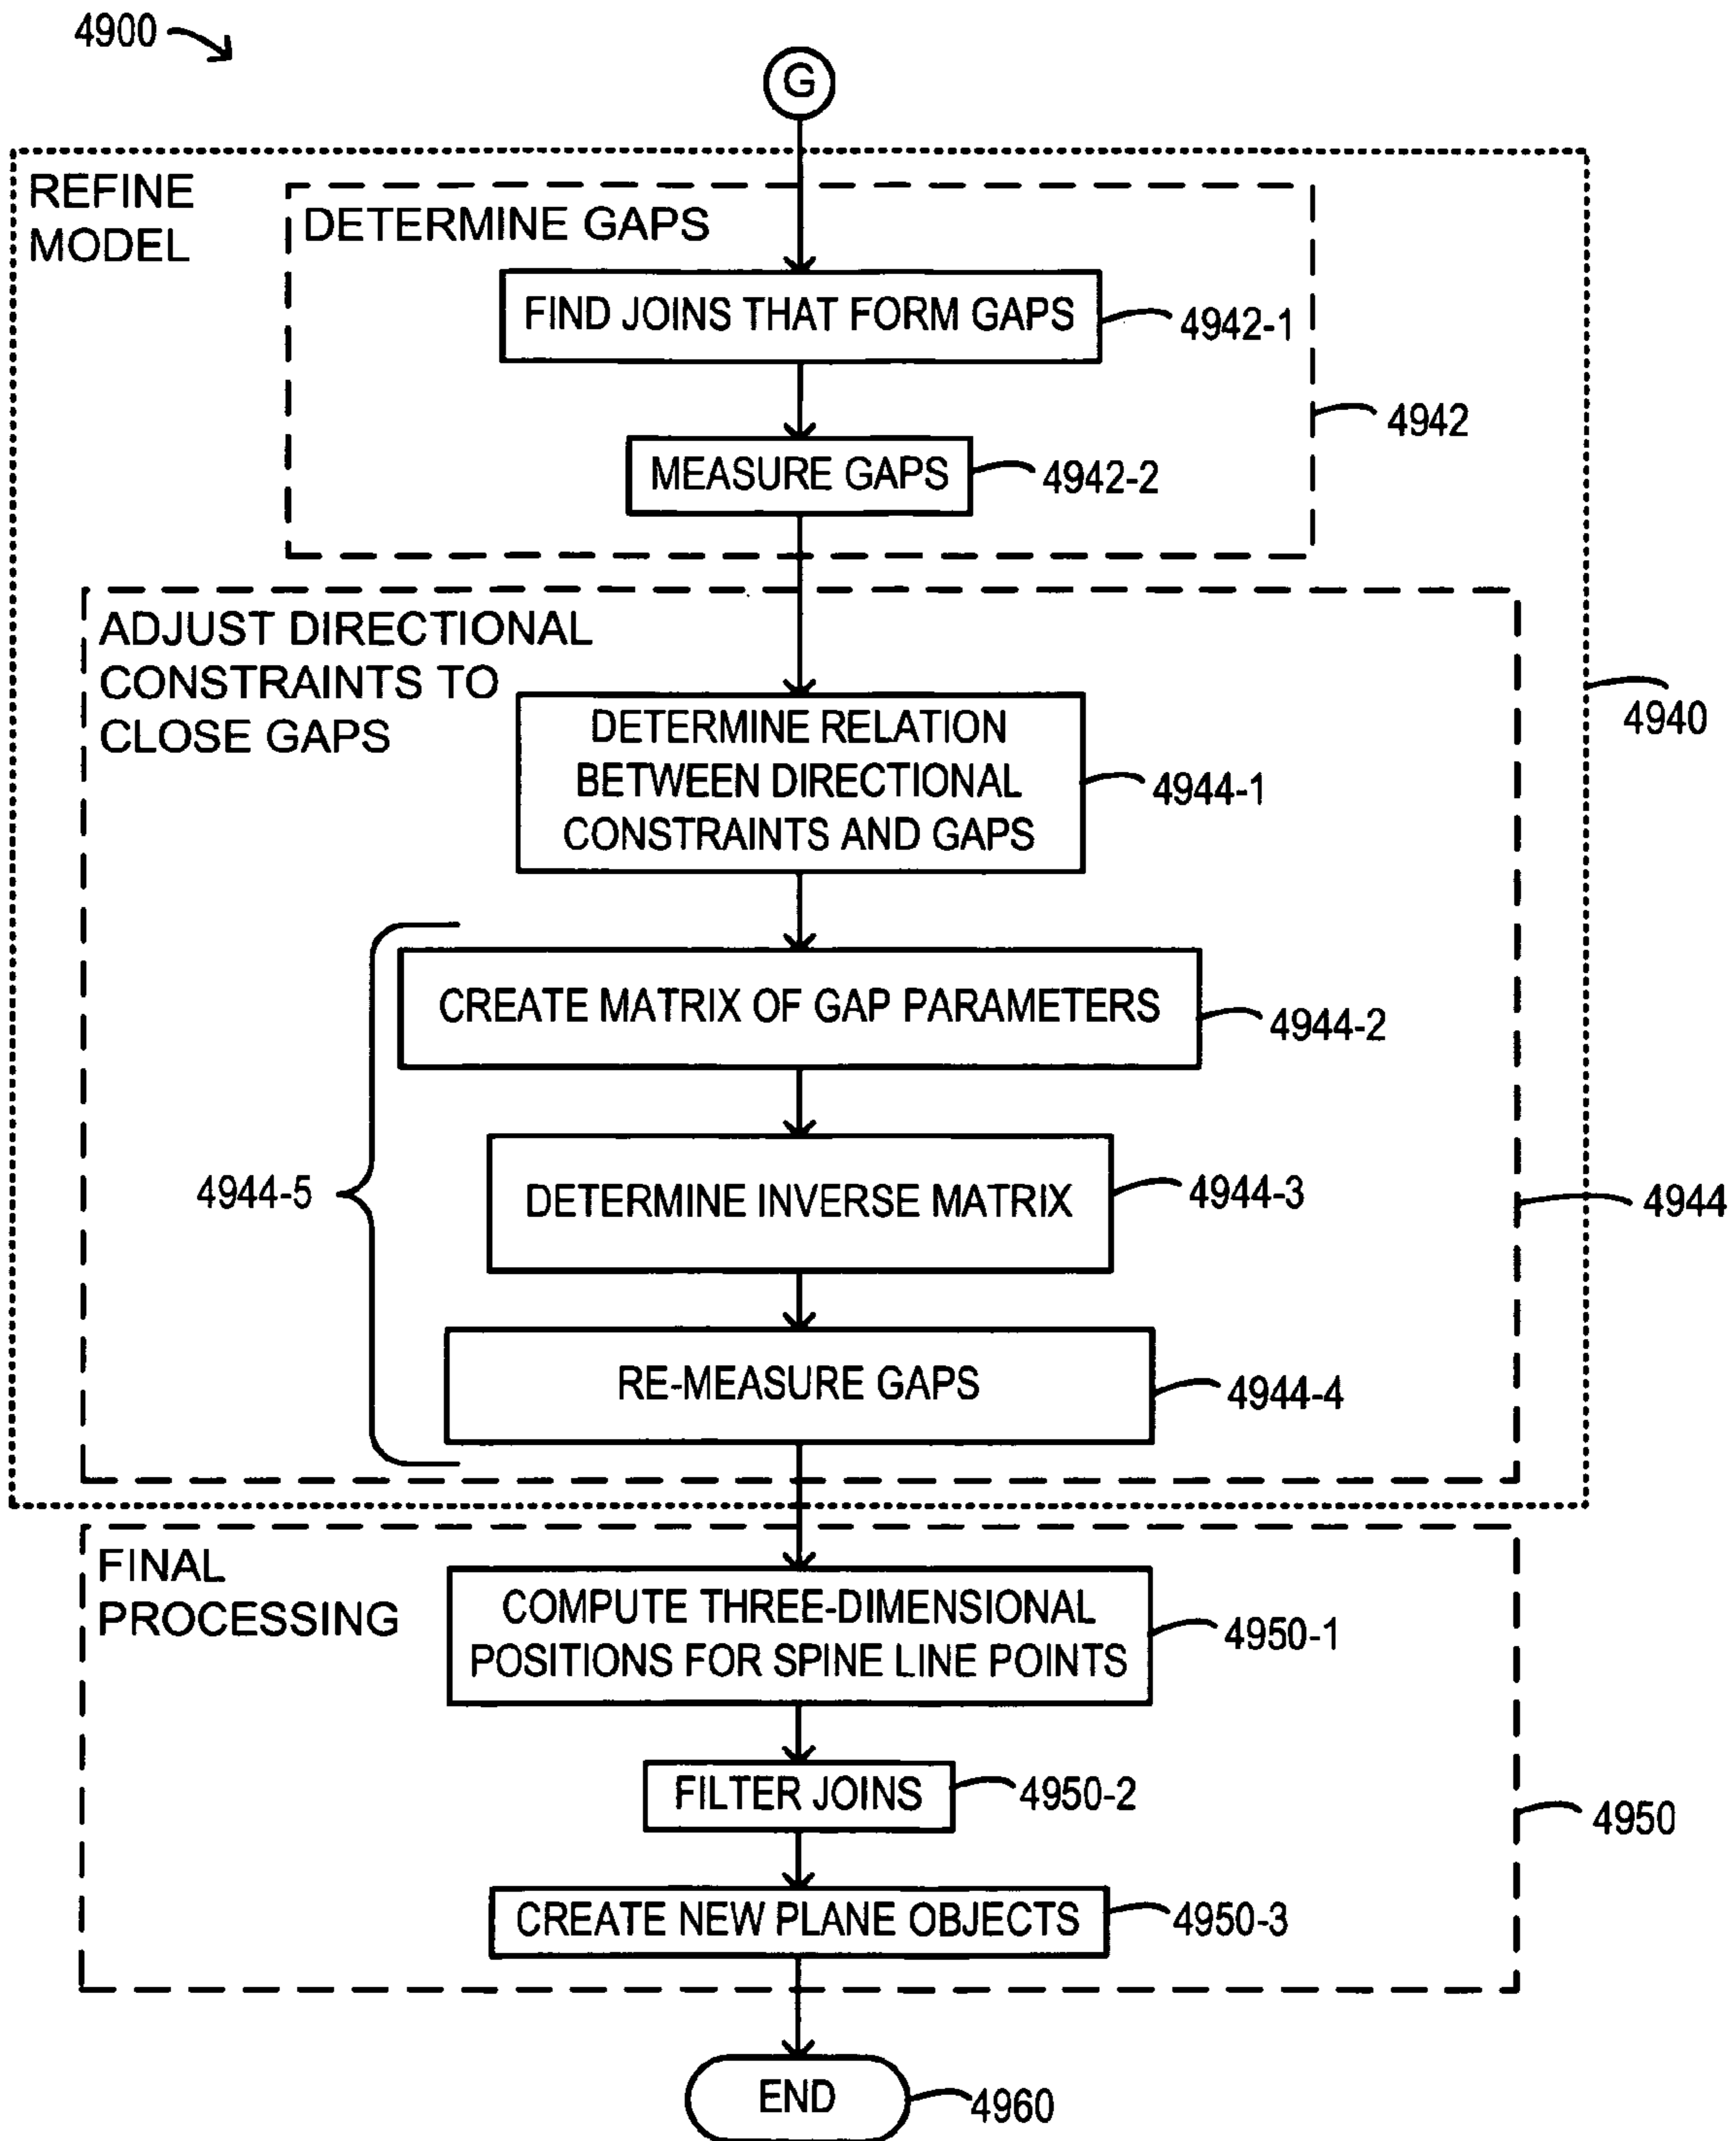 4900
G
REFINE
MODEL
DETERMINE GAPS
FIND JOINS THAT FORM GAPS
4942-1
4942
MEASURE GAPS
4942-2
ADJUST DIRECTIONAL
CONSTRAINTS TO
CLOSE GAPS
4940
DETERMINE RELATION
BETWEEN DIRECTIONAL
CONSTRAINTS AND GAPS
4944-1
CREATE MATRIX OF GAP PARAMETERS
4944-2
4944-5
DETERMINE INVERSE MATRIX
4944-3
4944
RE-MEASURE GAPS
4944-4
FINAL
PROCESSING
COMPUTE THREE-DIMENSIONAL
POSITIONS FOR SPINE LINE POINTS
4950-1
FILTER JOINS
4950-2
4950
CREATE NEW PLANE OBJECTS
4950-3
END
4960